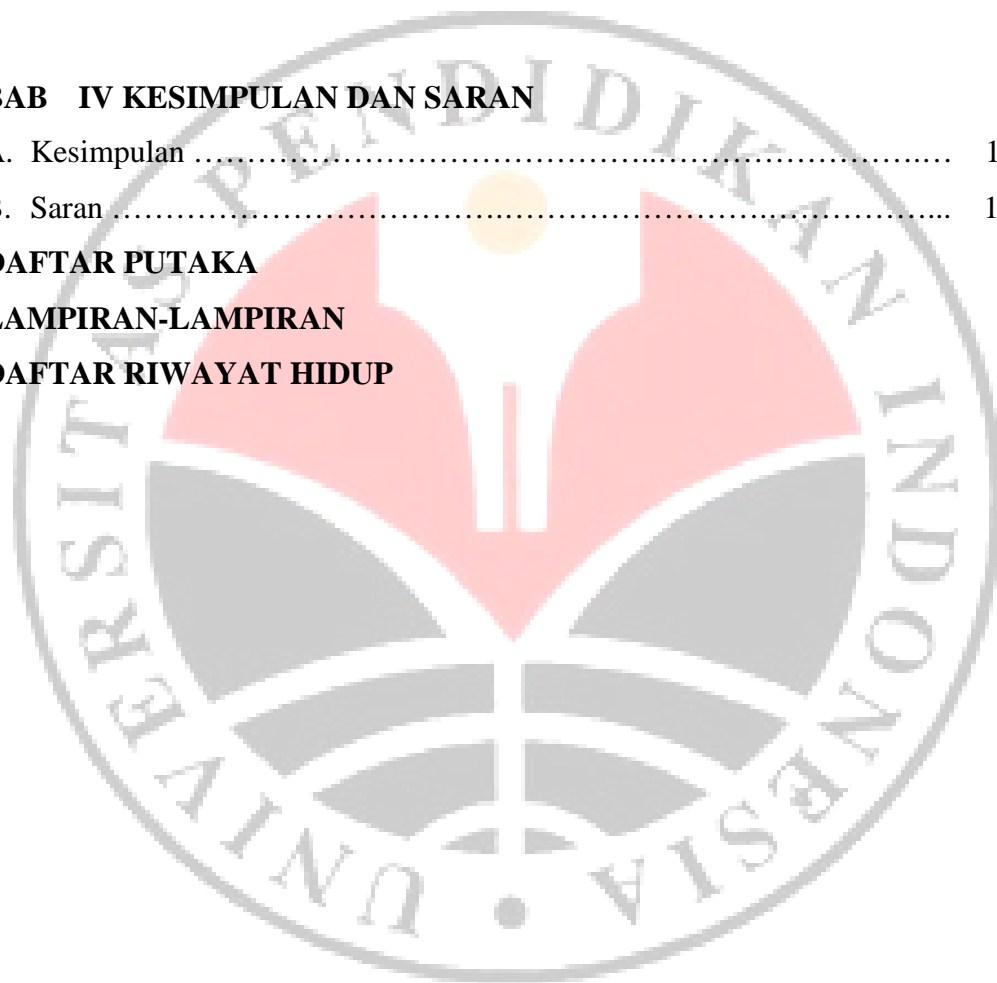 BAB IV KESIMPULAN DAN SARAN
A. Kesimpulan ……………………………………………..…………………….… 1
B. Saran ……………………………….…….……………………….……………... 1
DAFTAR PUTAKA
LAMPIRAN-LAMPIRAN
DAFTAR RIWAYAT HIDUP
UNIVERSITAS PENDIDIKAN INDONESIA